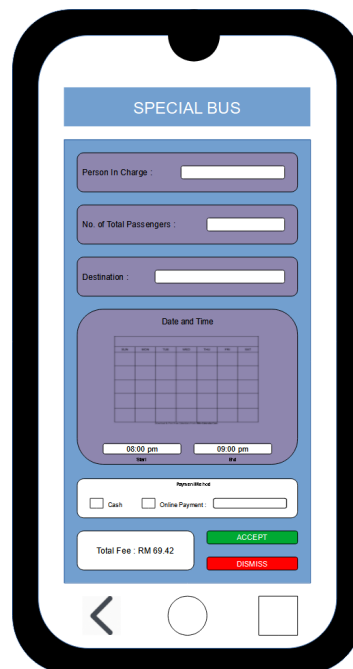 SPECIAL BUS
Person In Charge :
No. of Total Passengers :
Destination :
Date and Time
08:00 pm 09:00 pm
Start End
Payment Method
Cash Online Payment :
Total Fee : RM 69.42
ACCEPT
DISMISS